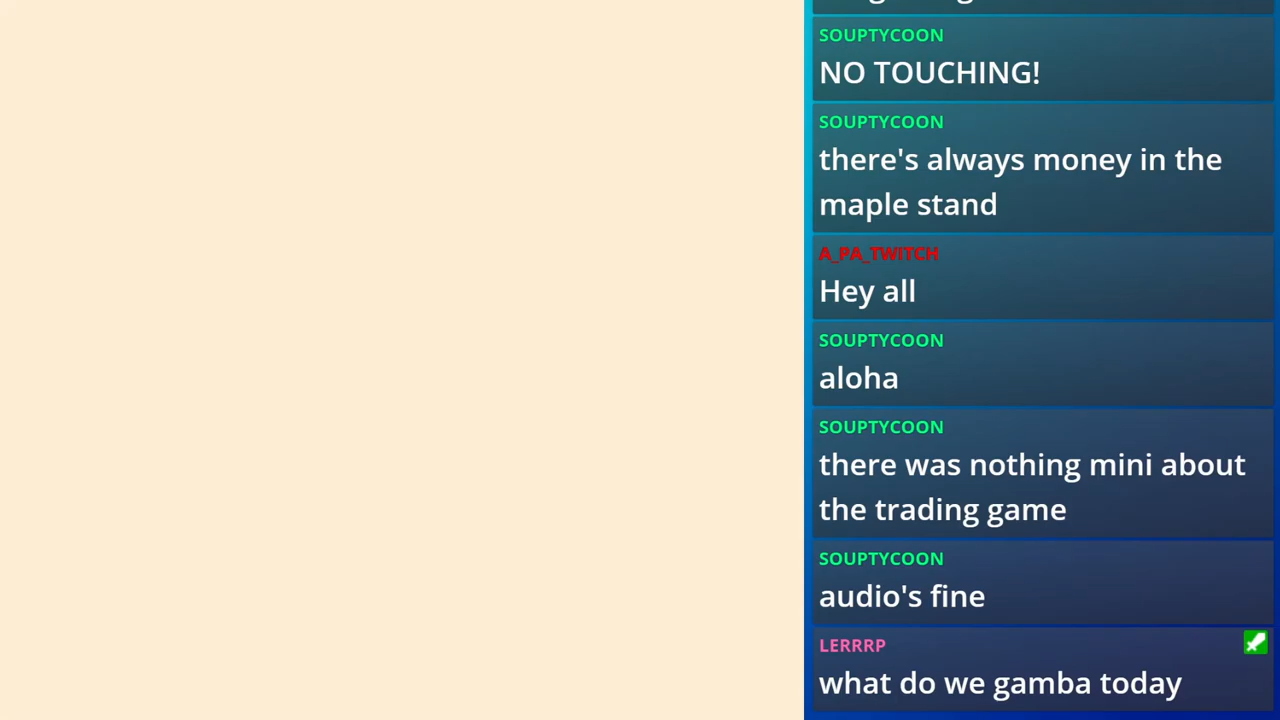 SOUPTYCOON
NO TOUCHING!
SOUPTYCOON
there's always money in the
maple stand
A_PA_TWITCH
Hey all
SOUPTYCOON
aloha
SOUPTYCOON
there was nothing mini about
the trading game
SOUPTYCOON
audio's fine
LERRRP
what do we gamba today